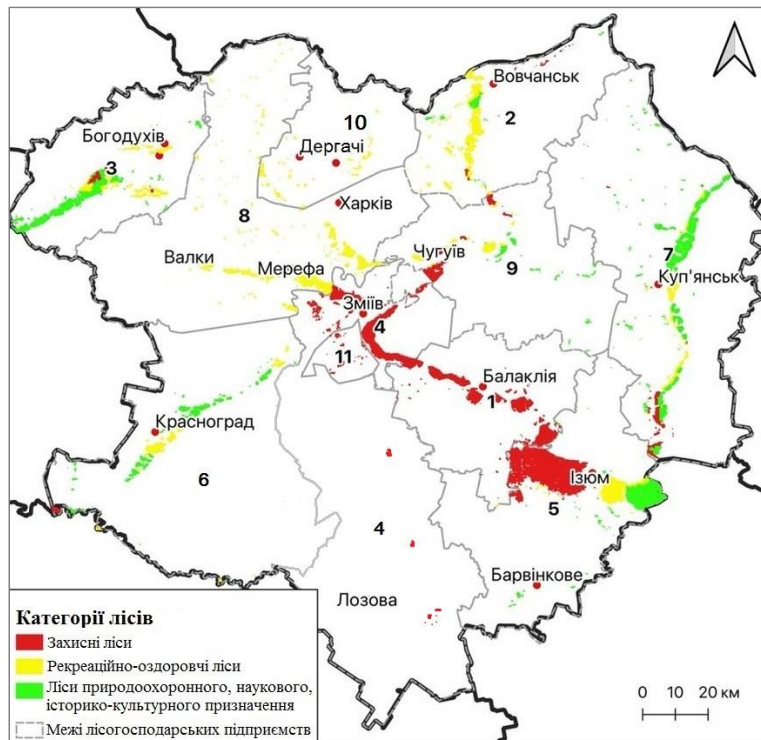 Вовчанськ
2
10
Богодухів
Дергачі
3
Харків
8
7
Чугуїв
Валки
9
Мерефа
Куп'янськ
Зміїв
4
11
Балаклія
1
Красноград
Ізюм
6
5
4
Барвінкове
Лозова
Категорії лісів
Захисні ліси
Рекреаційно-оздоровчі ліси
Ліси природоохоронного, наукового,
історико-культурного призначення
Межі лісогосподарських підприємств
0 10 20 км